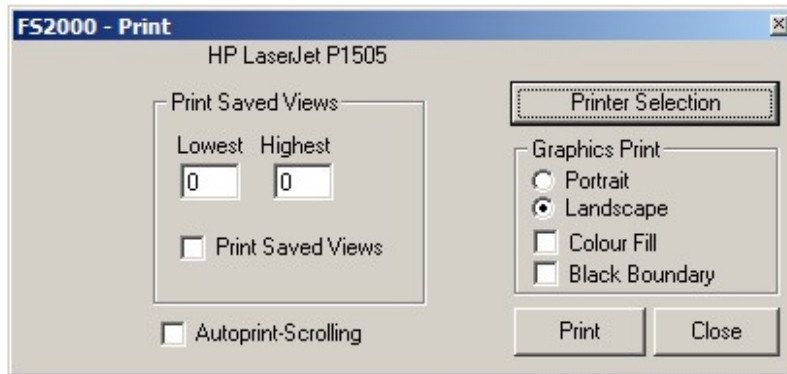 FS2000 - Print
HP LaserJet P1505
Print Saved Views
Lowest Highest
0 0
Print Saved Views
Autoprint-Scrolling
Printer Selection
Graphics Print
Portrait
Landscape
Colour Fill
Black Boundary
Print Close